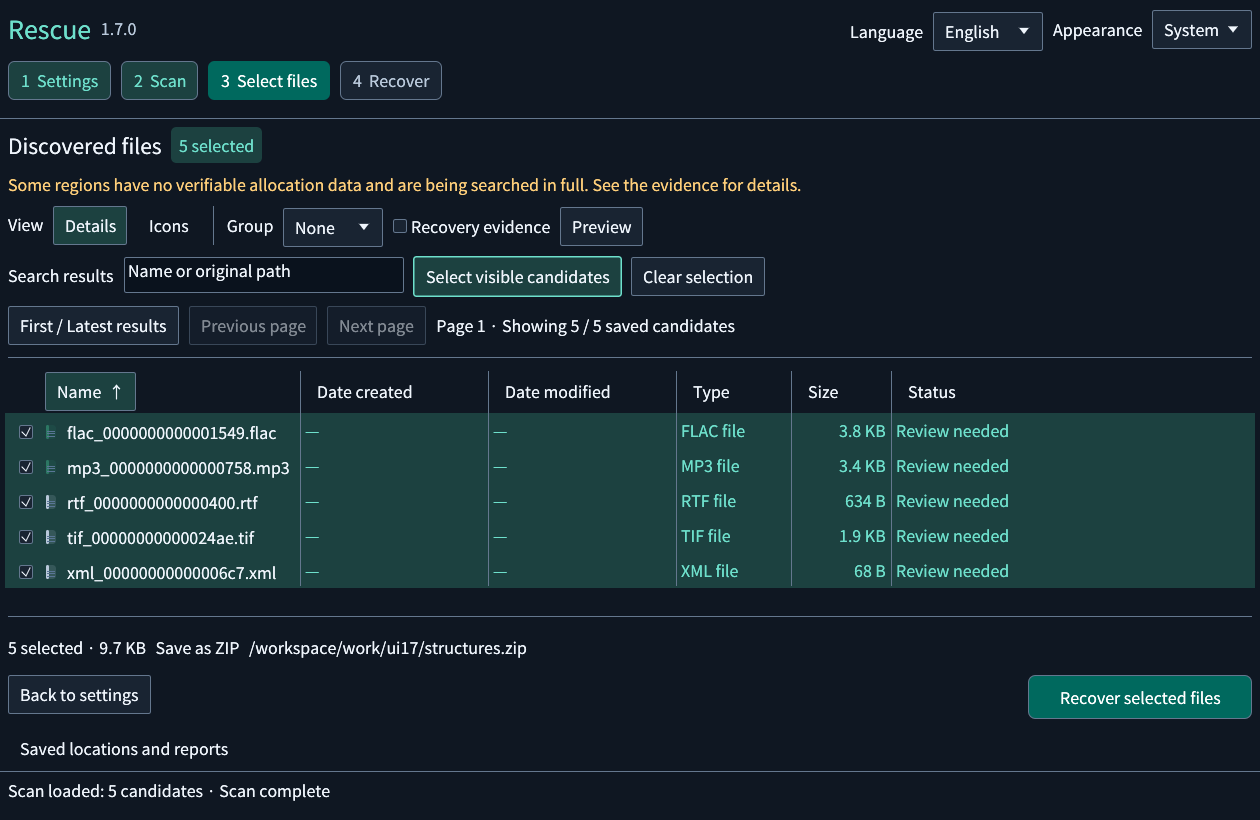 Rescue 1.7.0
Language English Appearance System
1 Settings 2 Scan 3 Select files 4 Recover
Discovered files 5 selected
Some regions have no verifiable allocation data and are being searched in full. See the evidence for details.
View Details Icons Group None Recovery evidence Preview
Search results Name or original path Select visible candidates Clear selection
First / Latest results Previous page Next page Page 1 · Showing 5 / 5 saved candidates
Name ↑ Date created Date modified Type Size Status
flac_0000000000001549.flac — — FLAC file 3.8 KB Review needed
mp3_0000000000000758.mp3 — — MP3 file 3.4 KB Review needed
rtf_0000000000000400.rtf — — RTF file 634 B Review needed
tif_00000000000024ae.tif — — TIF file 1.9 KB Review needed
xml_00000000000006c7.xml — — XML file 68 B Review needed
5 selected · 9.7 KB Save as ZIP /workspace/work/ui17/structures.zip
Back to settings Recover selected files
Saved locations and reports
Scan loaded: 5 candidates · Scan complete